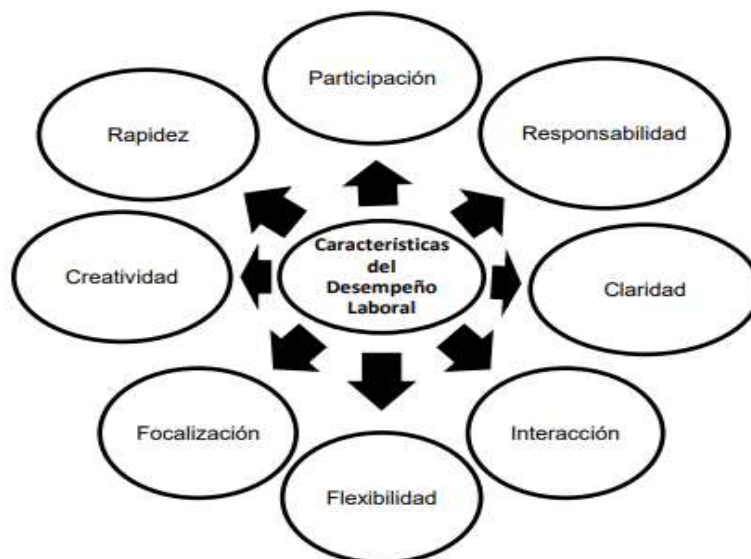 Participación
Rapidez
Responsabilidad
Características
del
Desempeño
Laboral
Creatividad
Claridad
Focalización
Interacción
Flexibilidad